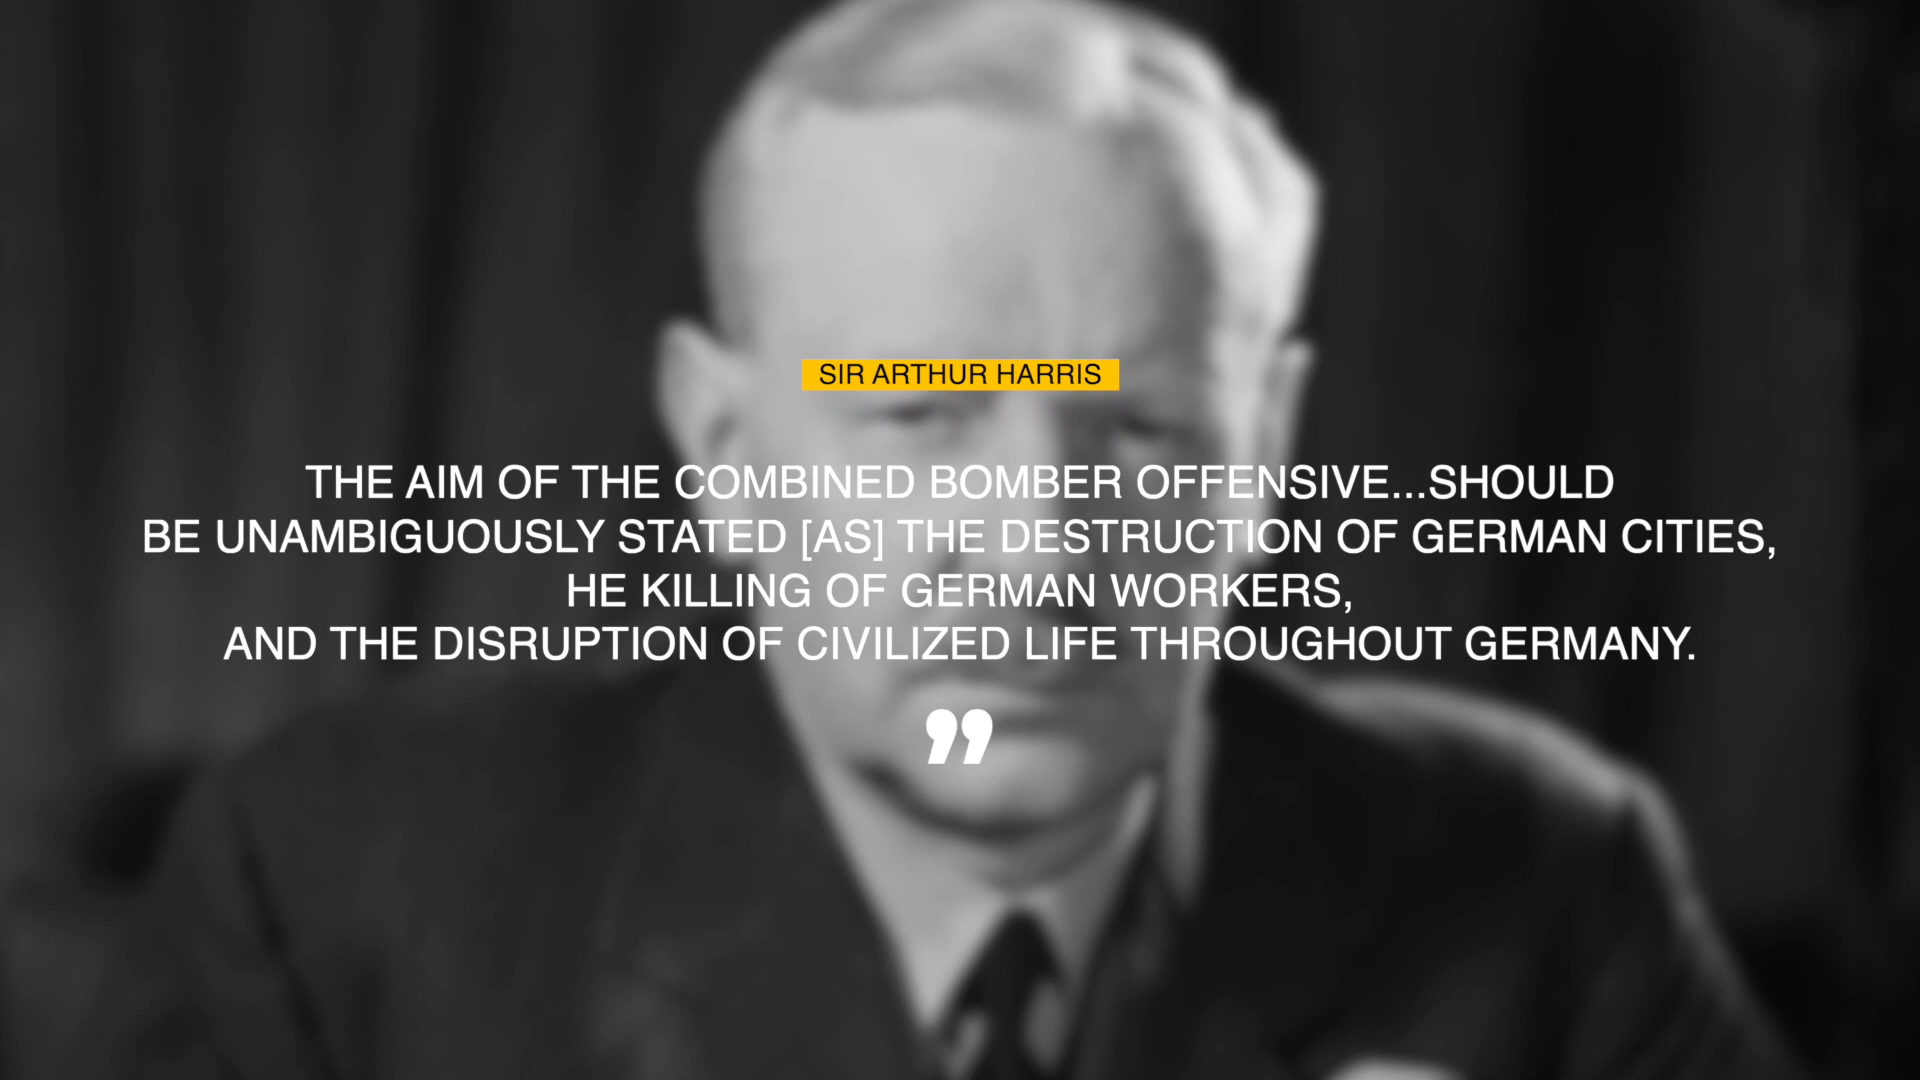 SIR ARTHUR HARRIS
THE AIM OF THE COMBINED BOMBER OFFENSIVE...SHOULD
BE UNAMBIGUOUSLY STATED [AS] THE DESTRUCTION OF GERMAN CITIES,
HE KILLING OF GERMAN WORKERS,
AND THE DISRUPTION OF CIVILIZED LIFE THROUGHOUT GERMANY.
”